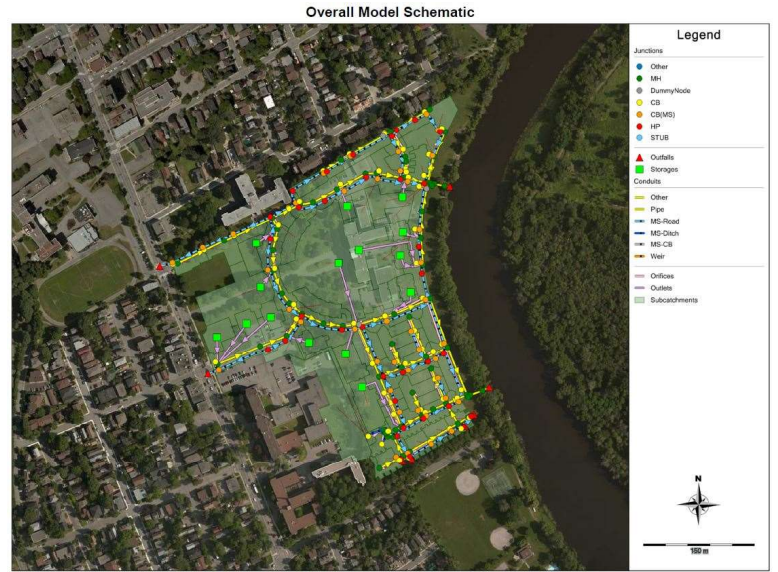 Overall Model Schematic
Legend
Junctions
Other
MH
DummyNode
CB
CB(MS)
HP
STUB
Outfalls
Storages
Conduits
Other
Pipe
MS-Road
MS-Ditch
MS-CB
Weir
Orifices
Outlets
Subcatchments
N
150 m